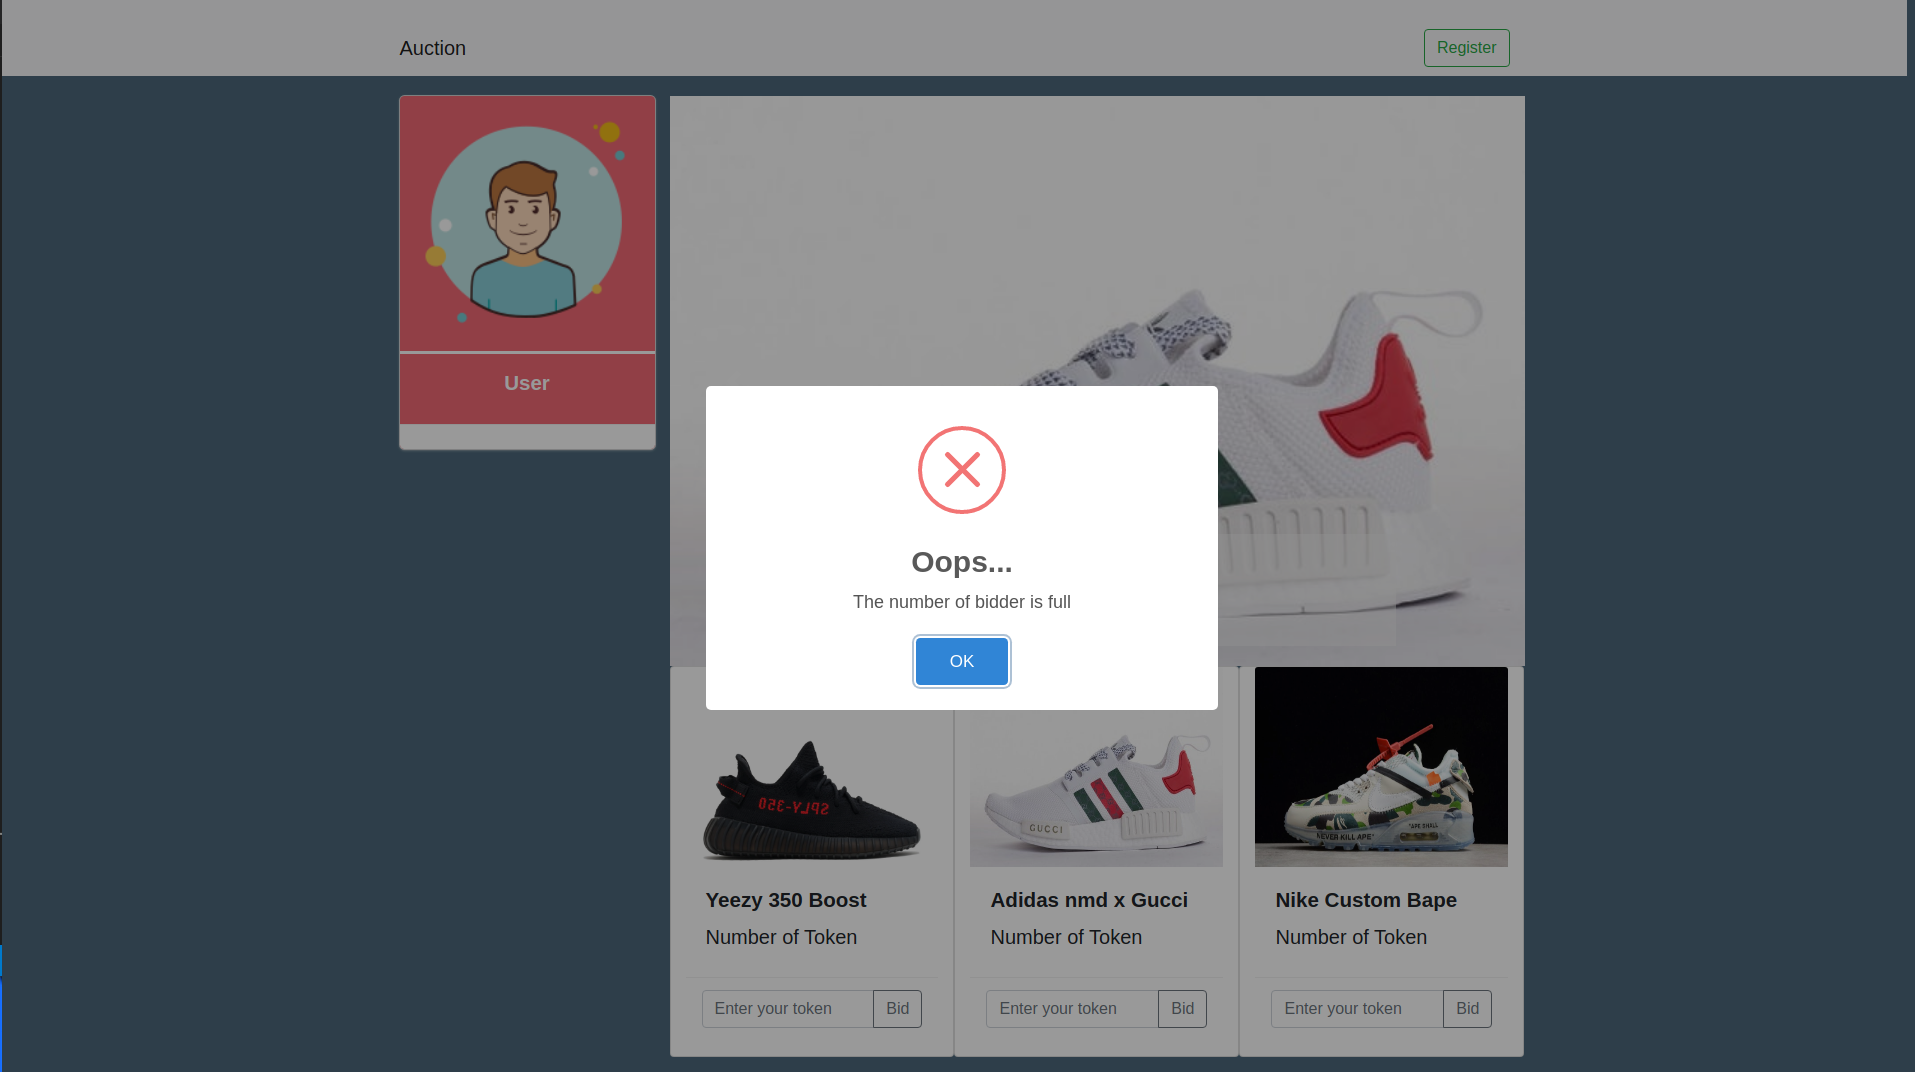 Auction
Register
User
Oops...
The number of bidder is full
OK
SPLY-350
GUCCI
"NEVER KILL APE"
"APE SHALL
Yeezy 350 Boost
Adidas nmd x Gucci
Nike Custom Bape
Number of Token
Number of Token
Number of Token
Enter your token
Bid
Enter your token
Bid
Enter your token
Bid